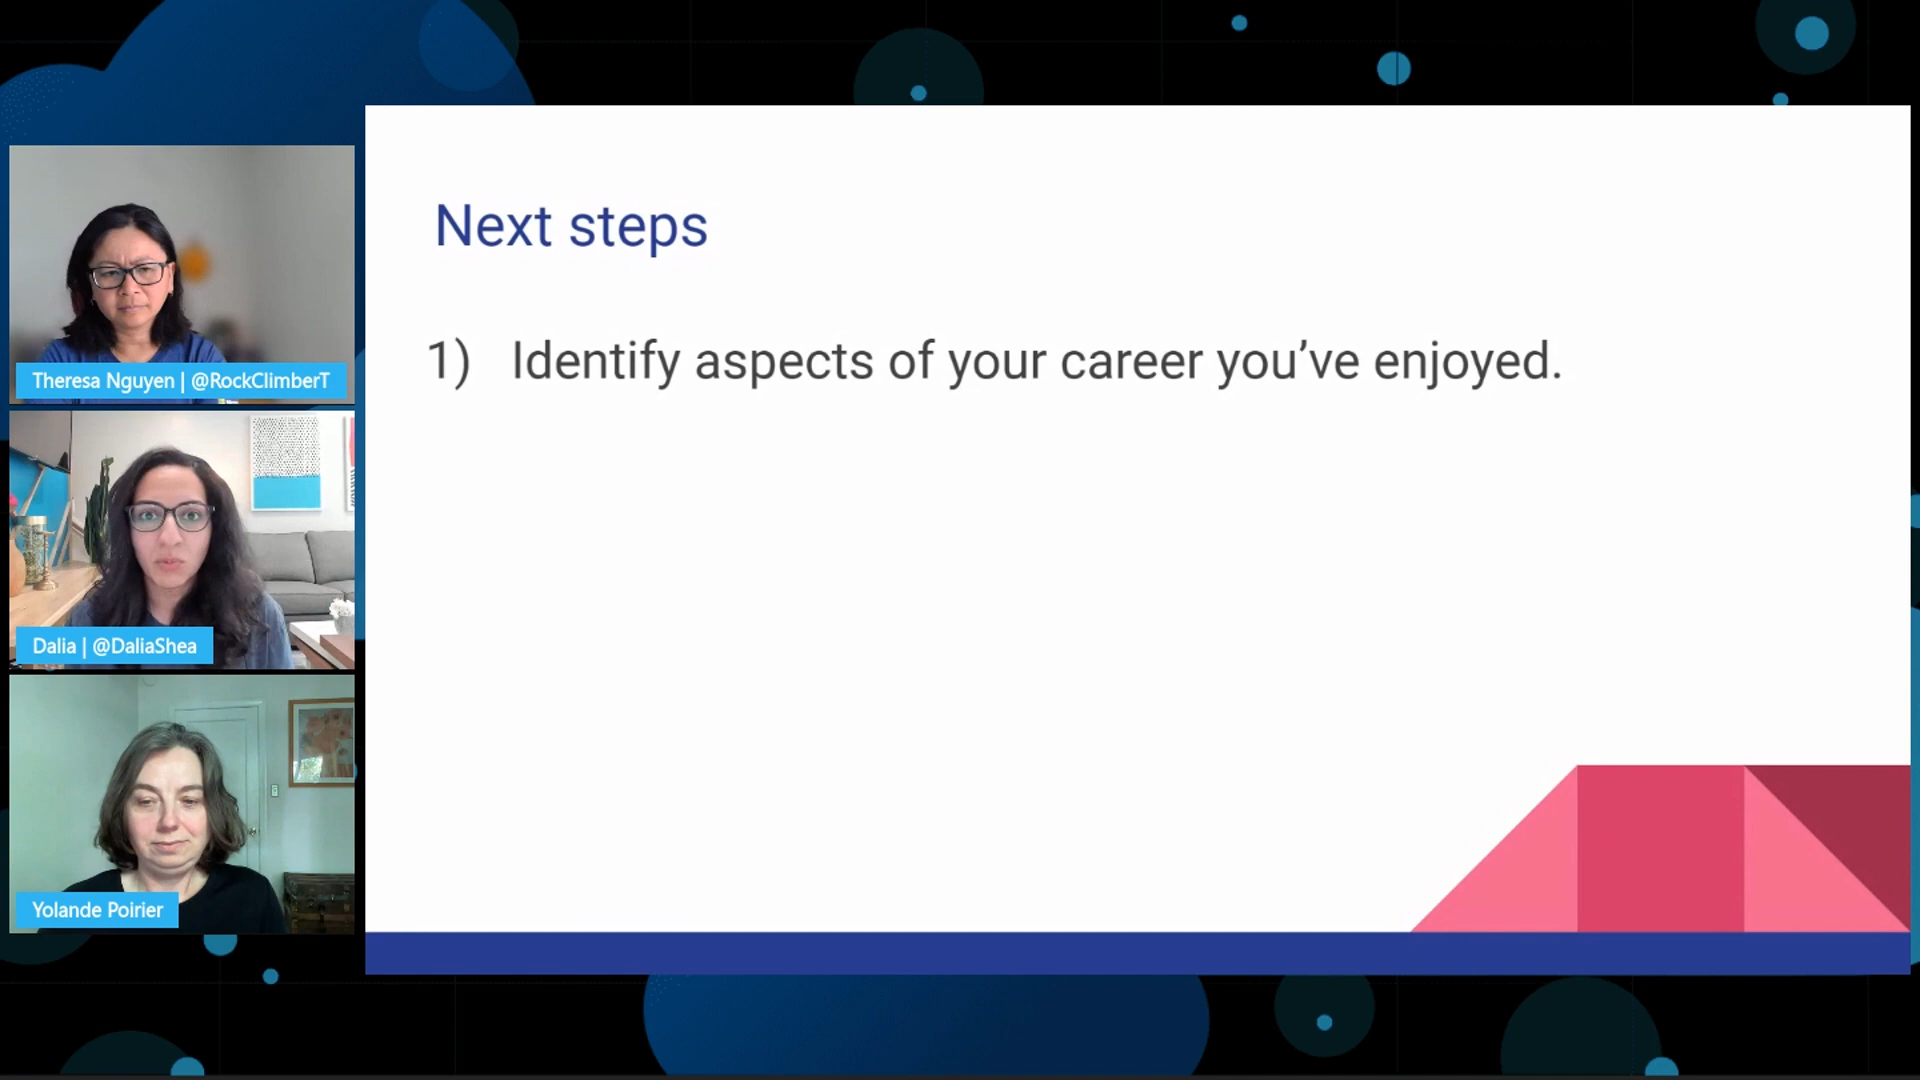 Next steps
1) Identify aspects of your career you’ve enjoyed.
Theresa Nguyen | @RockClimberT
Dalia | @DaliaShea
Yolande Poirier